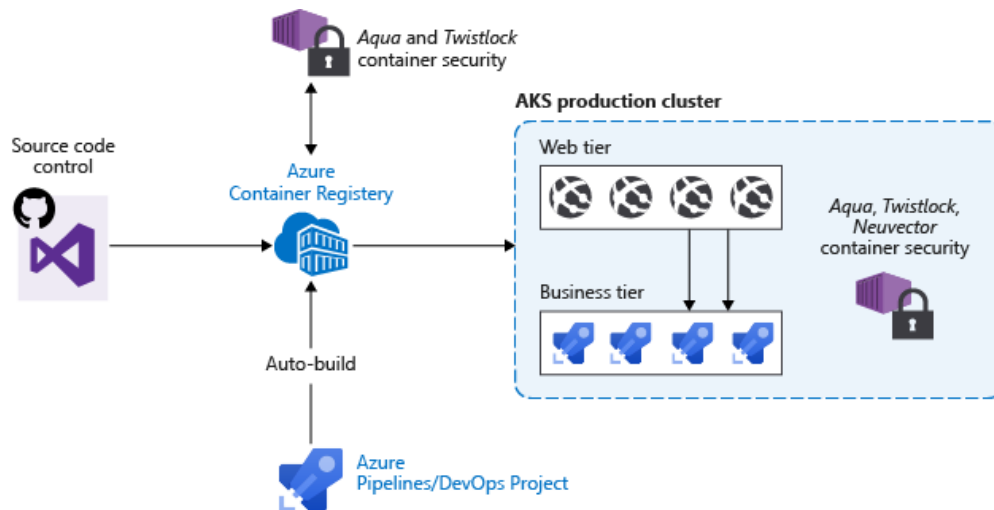 Aqua and Twistlock
container security
Source code
control
Azure
Container Registery
AKS production cluster
Web tier
Aqua, Twistlock,
Neuvector
container security
Business tier
Auto-build
Azure
Pipelines/DevOps Project